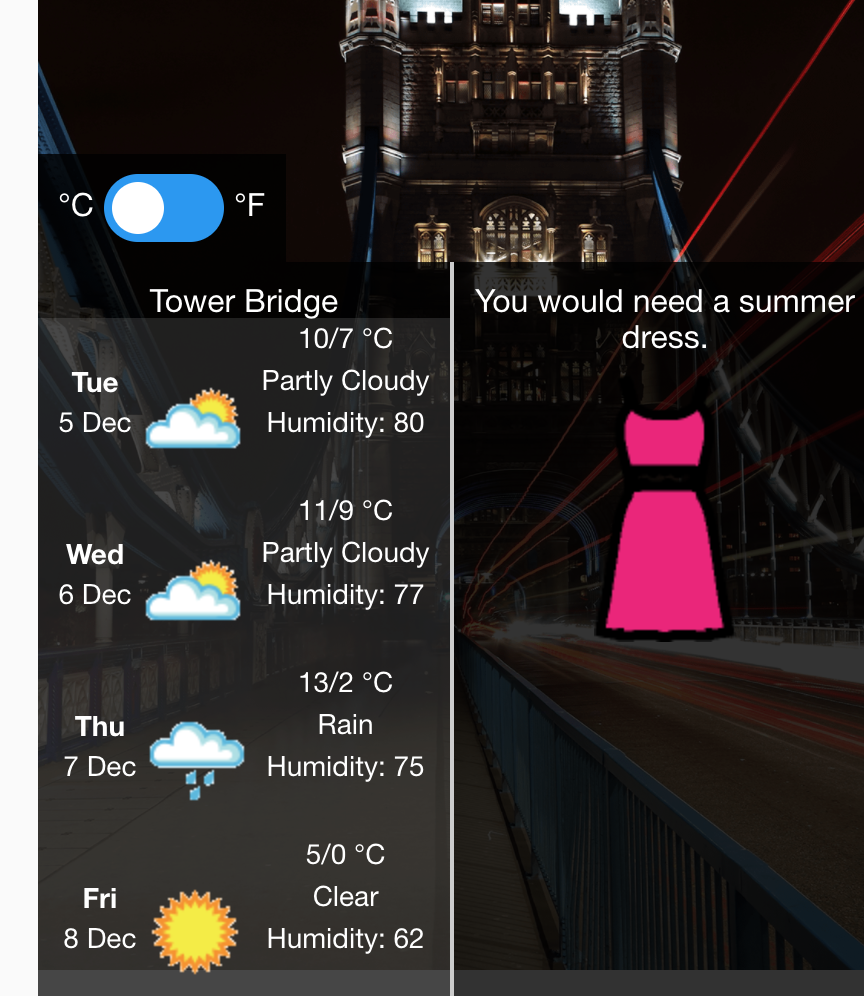 °C °F
Tower Bridge
Tue
5 Dec
10/7 °C
Partly Cloudy
Humidity: 80
Wed
6 Dec
11/9 °C
Partly Cloudy
Humidity: 77
Thu
7 Dec
13/2 °C
Rain
Humidity: 75
Fri
8 Dec
5/0 °C
Clear
Humidity: 62
You would need a summer
dress.